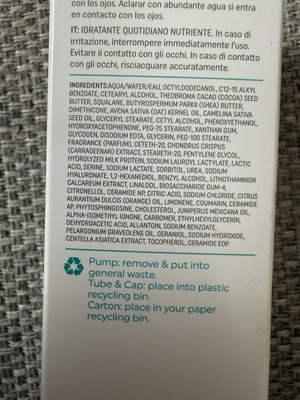 con los ojos. Aclarar con abundante agua si entra
en contacto con los ojos.
IT: IDRATANTE QUOTIDIANO NUTRIENTE. In caso di
irritazione, interrompere immediatamente l'uso.
Evitare il contatto con gli occhi. In caso di contatto
con gli occhi, risciacquare accuratamente.
INGREDIENTS:AQUA/WATER/EAU OCTYLDODECANOL, C12-15 ALKYL
BENZOATE, CETEARYL ALCOHOL, THEOBROMA CACAO (COCOA) SEED
BUTTER, SQUALANE, BUTYROSPERMUM PARKII (SHEA) BUTTER,
DIMETHICONE, AVENA SATIVA (OAT) KERNEL OIL, CAMELINA SATIVA
SEED OIL, GLYCERYL STEARATE, CETYL ALCOHOL, PHENOXYETHANOL,
HYDROXYACETOPHENONE, PEG-75 STEARATE, XANTHAN GUM,
GLYCOGEN, DISODIUM EDTA, GLYCERIN, PEG-100 STEARATE,
FRAGRANCE (PARFUM), CETETH-20, CHONDRUS CRISPUS
(CARRAGEENAN) EXTRACT, STEARETH-20, PENTYLENE GLYCOL,
HYDROLYZED MILK PROTEIN, SODIUM LAUROYL LACTYLATE, LACTIC
ACID, SERINE, SODIUM LACTATE, SORBITOL, UREA, SODIUM
HYALURONATE, 1,2-HEXANEDIOL, BENZYL ALCOHOL, LITHOTHAMNION
CALCAREUM EXTRACT, LINALOOL, BIOSACCHARIDE GUM-4,
CITRONELLOL, CERAMIDE NP, CITRIC ACID, SODIUM CHLORIDE, CITRUS
AURANTIUM DULCIS (ORANGE) OIL, LIMONENE, COUMARIN, CERAMIDE
AP, PHYTOSPHINGOSINE, CHOLESTEROL, JUNIPERUS MEXICANA OIL,
ALPHA-ISOMETHYL IONONE, CARBOMER, ETHYLHEXYLGLYCERIN,
DEHYDROACETIC ACID, ALLANTOIN, SODIUM BENZOATE,
PELARGONIUM GRAVEOLENS OIL, GERANIOL, SODIUM HYDROXIDE,
CENTELLA ASIATICA EXTRACT, TOCOPHEROL, CERAMIDE EOP.
Pump: remove & put into
general waste.
Tube & Cap: place into plastic
recycling bin.
Carton: place in your paper
recycling bin.